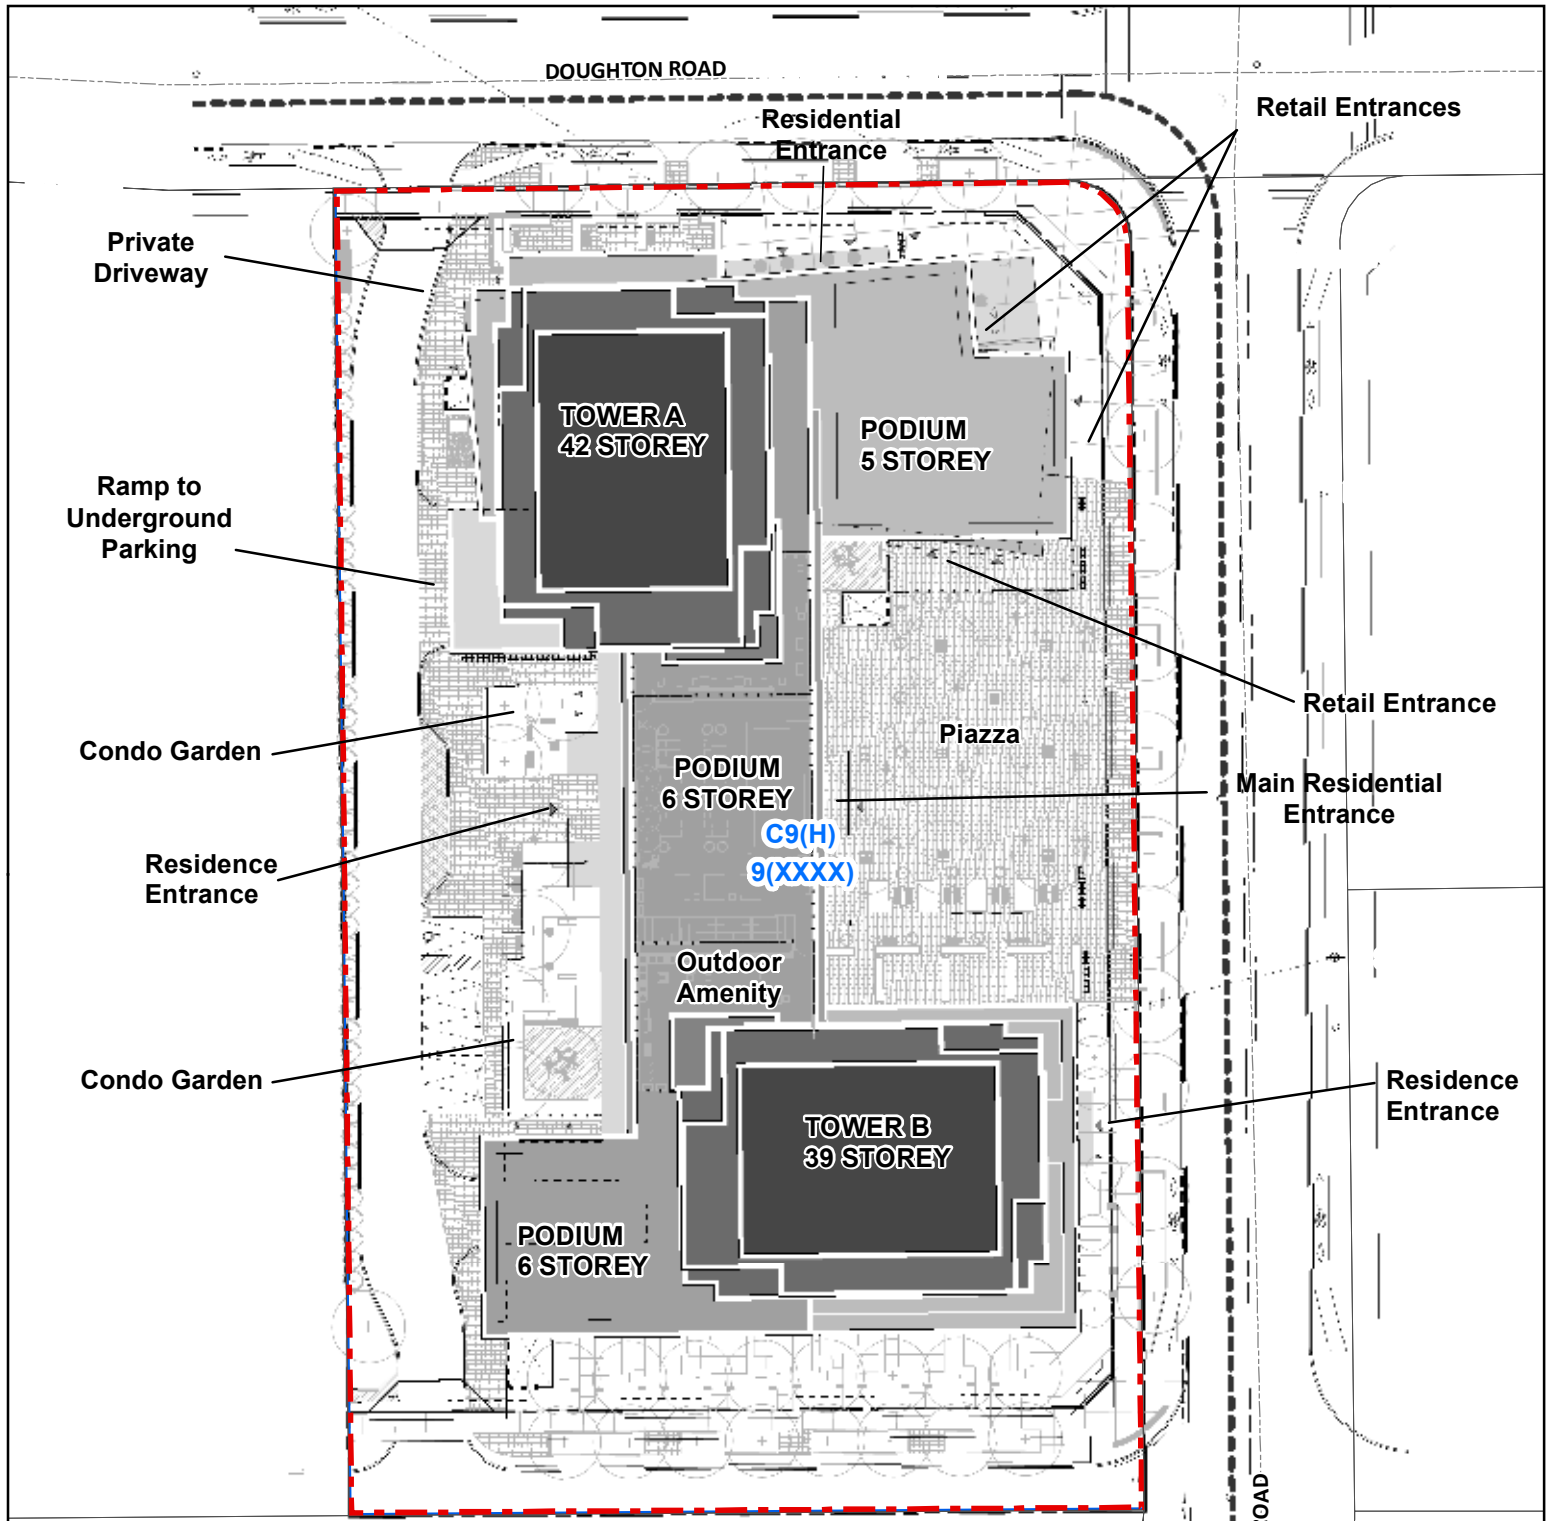 DOUGHTON ROAD
Retail Entrances
Residential
Entrance
Private
Driveway
TOWER A
42 STOREY
PODIUM
5 STOREY
Ramp to
Underground
Parking
Retail Entrance
Condo Garden
Piazza
PODIUM
6 STOREY
Main Residential
Entrance
C9(H)
9(XXXX)
Residence
Entrance
Outdoor
Amenity
Condo Garden
Residence
Entrance
TOWER B
39 STOREY
PODIUM
6 STOREY
OAD